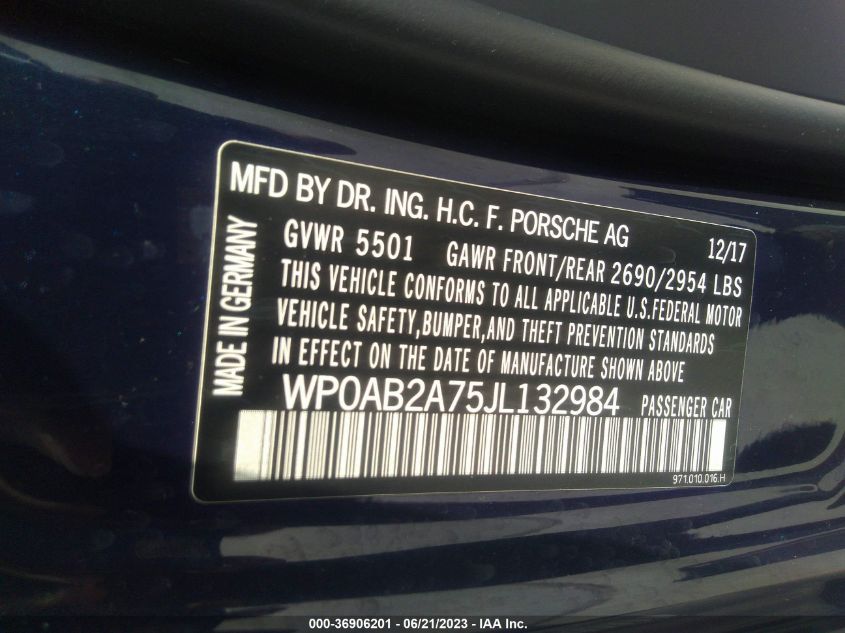 MFD BY DR. ING. H.C. F. PORSCHE AG 12/17
GVWR 5501 GAWR FRONT/REAR 2690/2954 LBS
THIS VEHICLE CONFORMS TO ALL APPLICABLE U.S.FEDERAL MOTOR
VEHICLE SAFETY,BUMPER,AND THEFT PREVENTION STANDARDS
IN EFFECT ON THE DATE OF MANUFACTURE SHOWN ABOVE
WP0AB2A75JL132984 PASSENGER CAR
971.010.016.H
MADE IN GERMANY
000-36906201 - 06/21/2023 - IAA Inc.